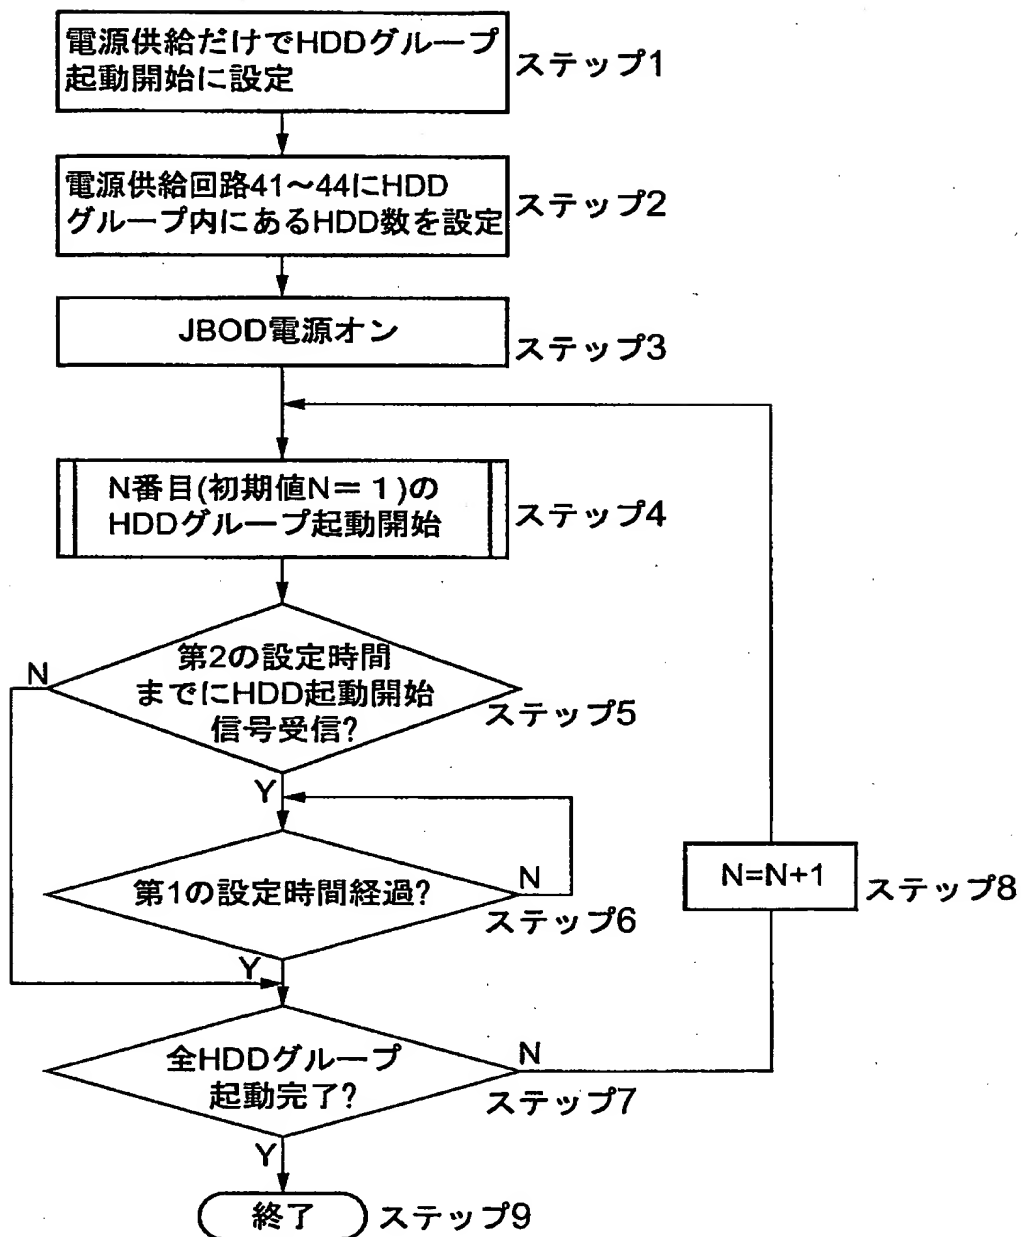 電源供給だけでHDDグループ
起動開始に設定
ステップ1
電源供給回路41～44にHDD
グループ内にあるHDD数を設定
ステップ2
JBOD電源オン
ステップ3
N番目(初期値N＝1)の
HDDグループ起動開始
ステップ4
第2の設定時間
までにHDD起動開始
信号受信?
N
ステップ5
Y
第1の設定時間経過?
N
ステップ6
N=N+1
ステップ8
Y
全HDDグループ
起動完了?
N
ステップ7
Y
終了
ステップ9